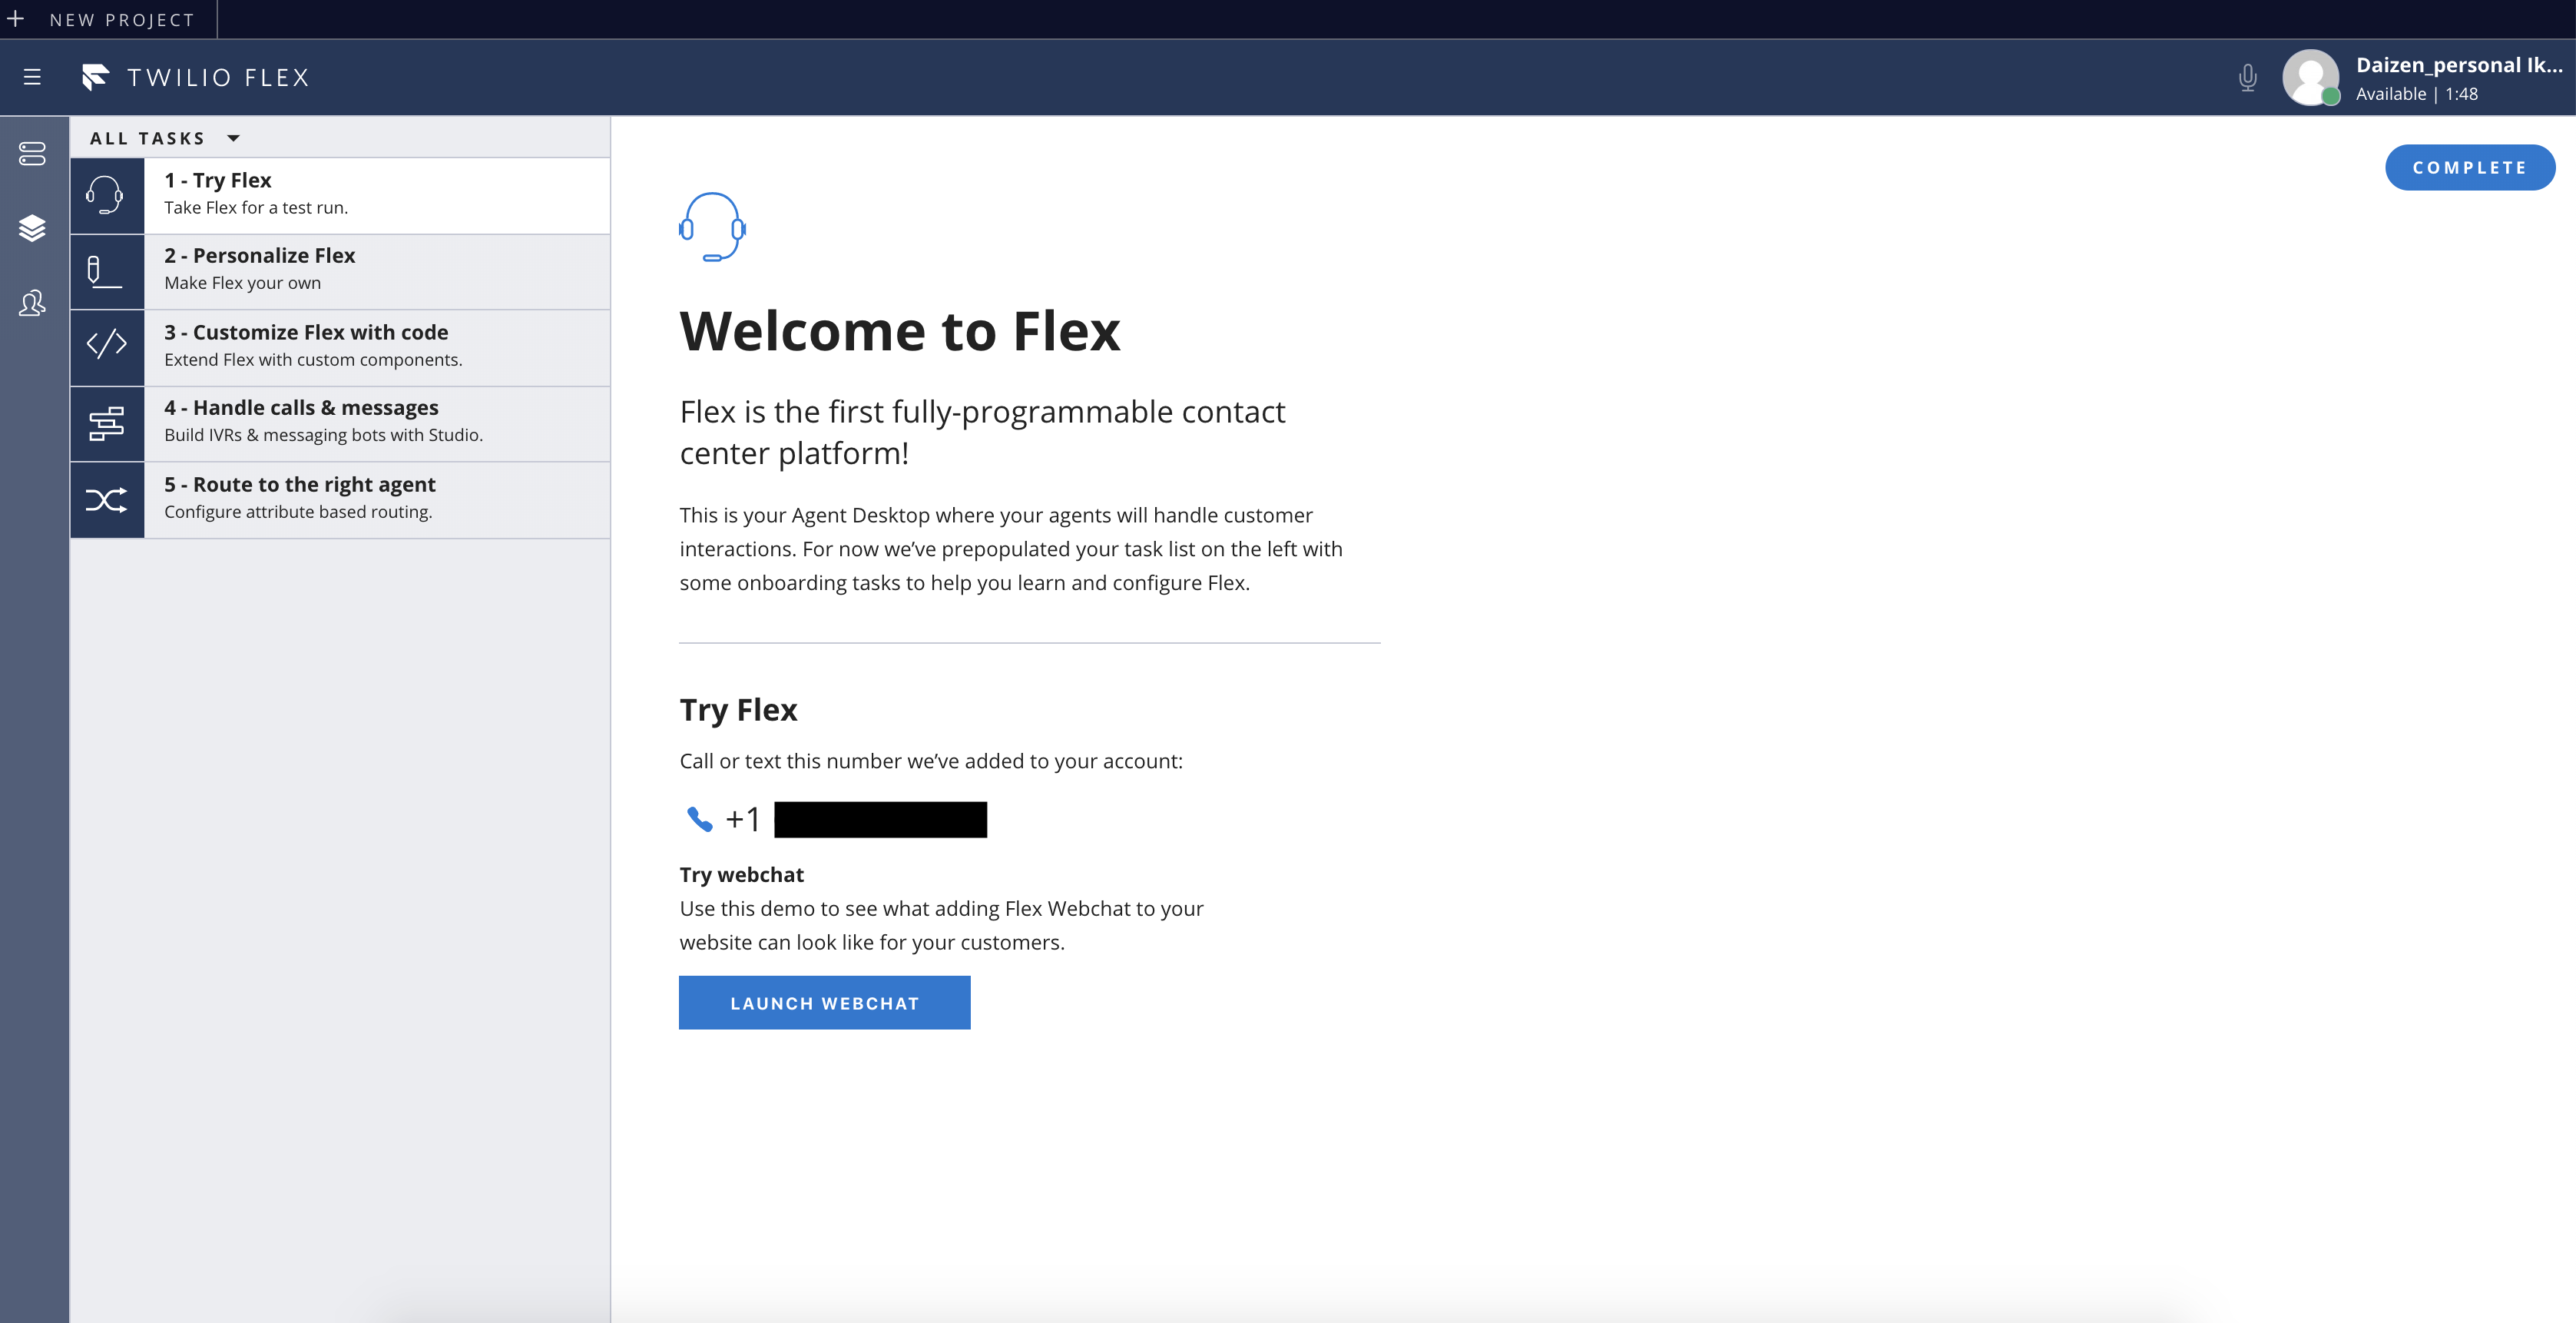 NEW PROJECT
TWILIO FLEX
Daizen_personal Ik...
Available | 1:48
ALL TASKS
1 - Try Flex
Take Flex for a test run.
2 - Personalize Flex
Make Flex your own
3 - Customize Flex with code
Extend Flex with custom components.
4 - Handle calls & messages
Build IVRs & messaging bots with Studio.
5 - Route to the right agent
Configure attribute based routing.
COMPLETE
Welcome to Flex
Flex is the first fully-programmable contact
center platform!
This is your Agent Desktop where your agents will handle customer
interactions. For now we’ve prepopulated your task list on the left with
some onboarding tasks to help you learn and configure Flex.
Try Flex
Call or text this number we’ve added to your account:
+1
Try webchat
Use this demo to see what adding Flex Webchat to your
website can look like for your customers.
LAUNCH WEBCHAT